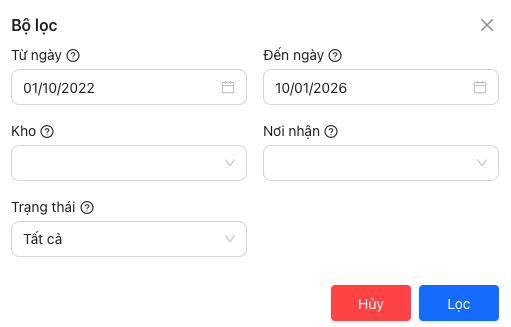 Bộ lọc
Từ ngày
Đến ngày
01/10/2022
10/01/2026
Kho
Nơi nhận
Trạng thái
Tất cả
Hủy
Lọc